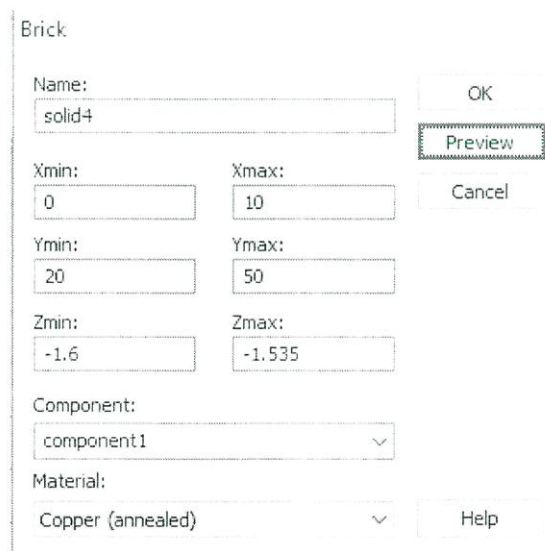 Brick
Name:
solid4
OK
Preview
Xmin:
Xmax:
Cancel
0
10
Ymin:
Ymax:
20
50
Zmin:
Zmax:
-1.6
-1.535
Component:
component1
Material:
Copper (annealed)
Help